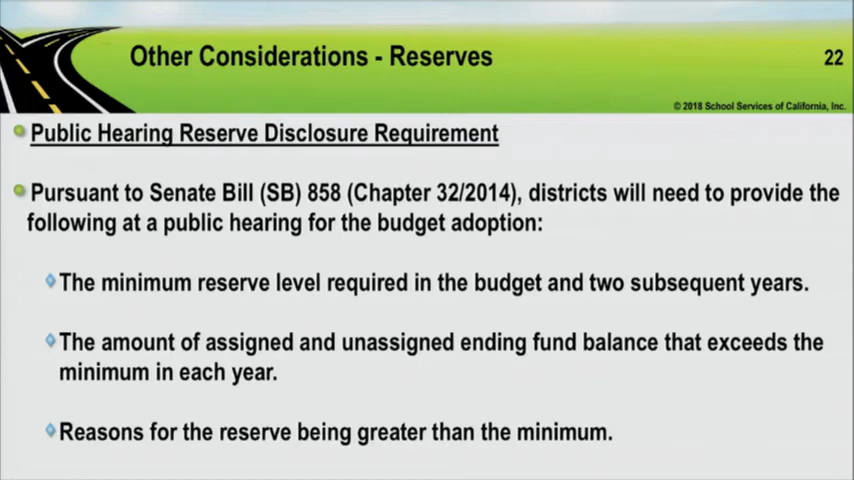 Other Considerations - Reserves
22
© 2018 School Services of California, Inc.
Public Hearing Reserve Disclosure Requirement
Pursuant to Senate Bill (SB) 858 (Chapter 32/2014), districts will need to provide the
following at a public hearing for the budget adoption:
The minimum reserve level required in the budget and two subsequent years.
The amount of assigned and unassigned ending fund balance that exceeds the
minimum in each year.
Reasons for the reserve being greater than the minimum.